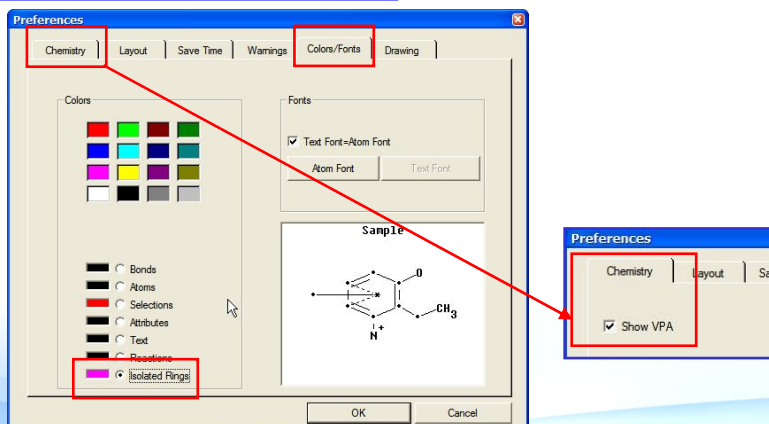 Preferences
Chemistry Layout Save Time Warnings Colors/Fonts Drawing
Colors
Fonts
Text Font=Atom Font
Atom Font Text Font
Sample
O
CH3
N+
Bonds
Atoms
Selections
Attributes
Text
Reactions
Isolated Rings
OK Cancel
Preferences
Chemistry Layout Sa
Show VPA